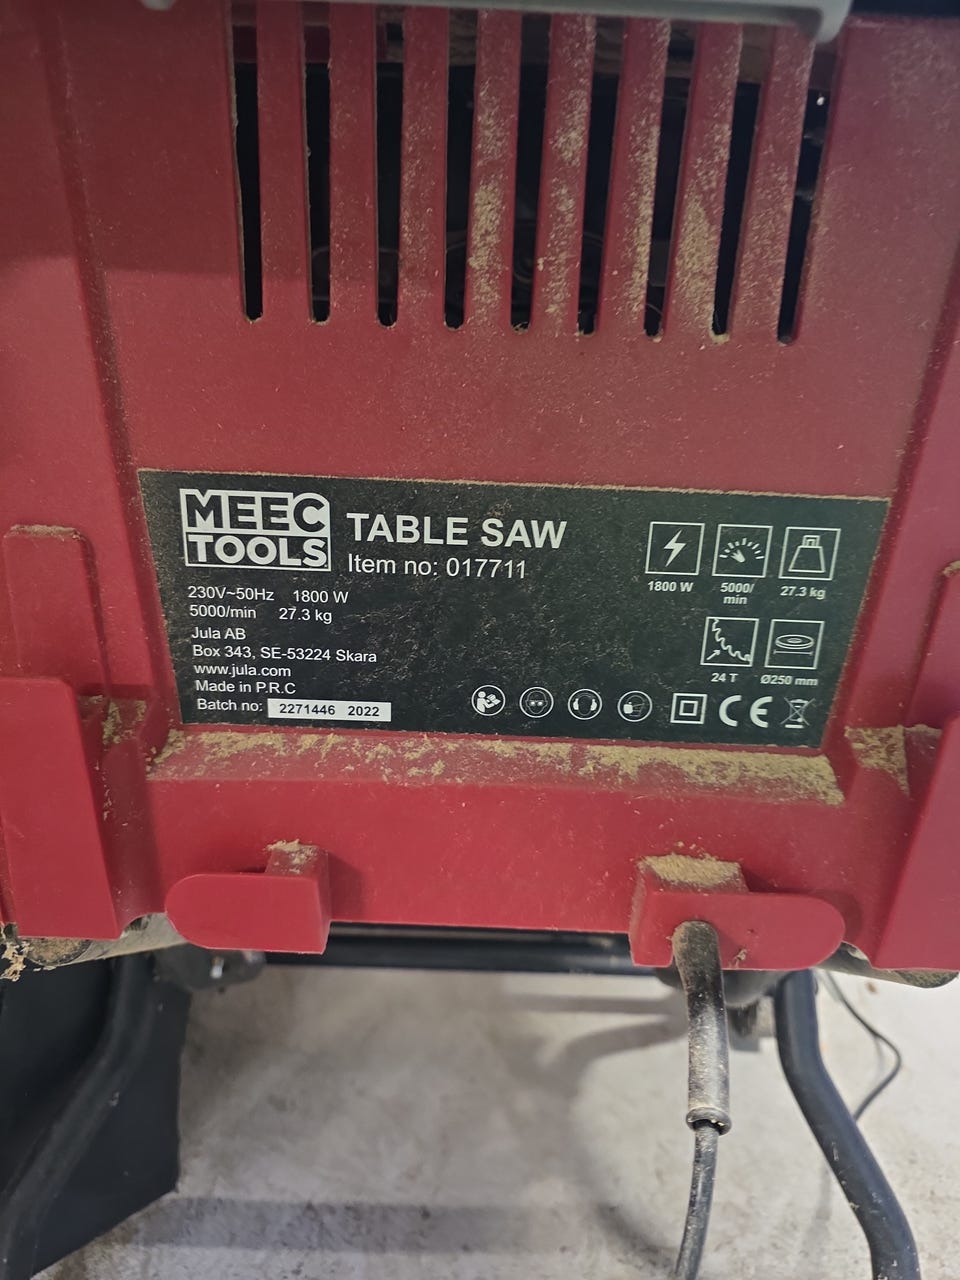 MEEC
TOOLS
TABLE SAW
Item no: 017711
230V~50Hz 1800 W
5000/min 27.3 kg
Jula AB
Box 343, SE-53224 Skara
www.jula.com
Made in P.R.C
Batch no: 2271446 2022
1800 W
5000/
min
27.3 kg
24 T
Ø250 mm
CE